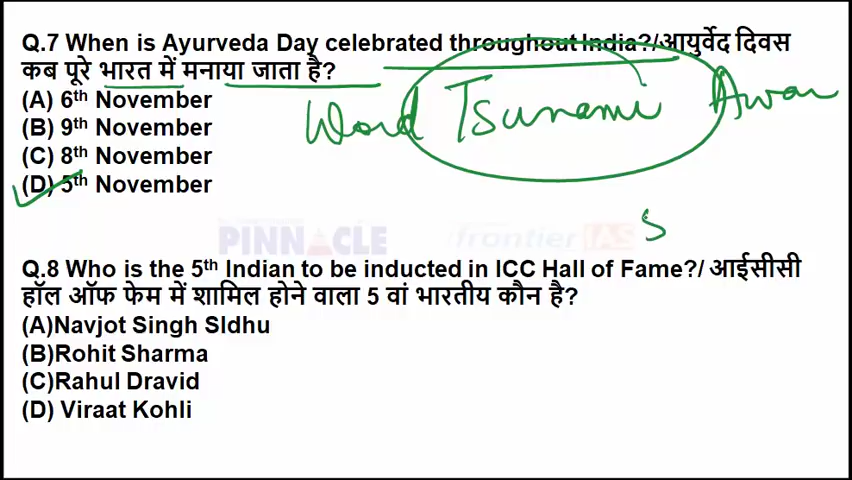 Q.7 When is Ayurveda Day celebrated throughout India?/आयुर्वेद दिवस
कब पूरे भारत में मनाया जाता है?
(A) 6th November
(B) 9th November
(C) 8th November
(D) 5th November
Tsunami
5
PINNACLE frontier IAS
Q.8 Who is the 5th Indian to be inducted in ICC Hall of Fame?/ आईसीसी
हॉल ऑफ फेम में शामिल होने वाला 5 वां भारतीय कौन है?
(A)Navjot Singh SIdhu
(B)Rohit Sharma
(C)Rahul Dravid
(D) Viraat Kohli